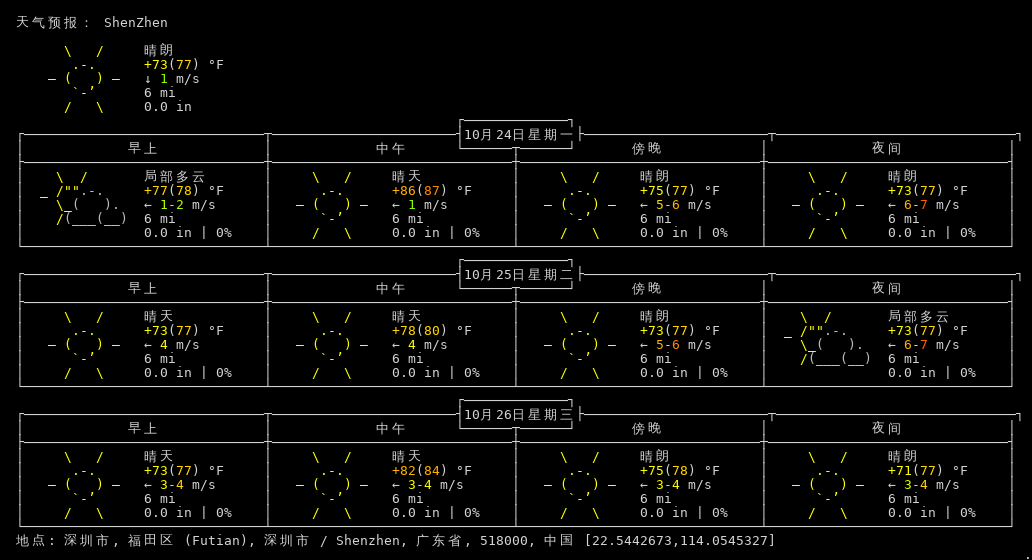 天气预报： ShenZhen
晴朗
+73(77) °F
↓ 1 m/s
6 mi
0.0 in
10月24日星期一
早上 中午 傍晚 夜间
局部多云 晴天 晴朗 晴朗
+77(78) °F +86(87) °F +75(77) °F +73(77) °F
← 1-2 m/s ← 1 m/s ← 5-6 m/s ← 6-7 m/s
6 mi 6 mi 6 mi 6 mi
0.0 in | 0% 0.0 in | 0% 0.0 in | 0% 0.0 in | 0%
10月25日星期二
早上 中午 傍晚 夜间
晴天 晴天 晴朗 局部多云
+73(77) °F +78(80) °F +73(77) °F +73(77) °F
← 4 m/s ← 4 m/s ← 5-6 m/s ← 6-7 m/s
6 mi 6 mi 6 mi 6 mi
0.0 in | 0% 0.0 in | 0% 0.0 in | 0% 0.0 in | 0%
10月26日星期三
早上 中午 傍晚 夜间
晴天 晴天 晴朗 晴朗
+73(77) °F +82(84) °F +75(78) °F +71(77) °F
← 3-4 m/s ← 3-4 m/s ← 3-4 m/s ← 3-4 m/s
6 mi 6 mi 6 mi 6 mi
0.0 in | 0% 0.0 in | 0% 0.0 in | 0% 0.0 in | 0%
地点: 深圳市, 福田区 (Futian), 深圳市 / Shenzhen, 广东省, 518000, 中国 [22.5442673,114.0545327]